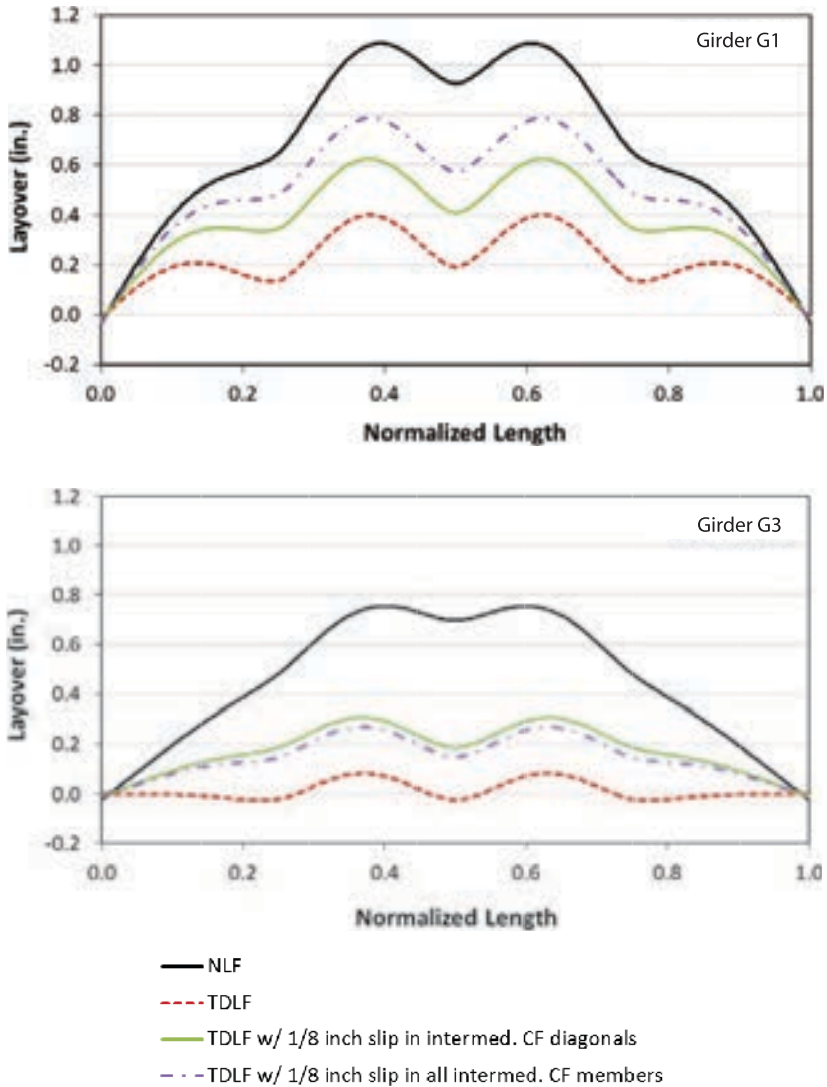 1.2
Girder G1
1.0
0.8
0.6
0.4
0.2
0.0
-0.2
Layover (in.)
0.0 0.2 0.4 0.6 0.8 1.0
Normalized Length
1.2
Girder G3
1.0
0.8
0.6
0.4
0.2
0.0
-0.2
Layover (in.)
0.0 0.2 0.4 0.6 0.8 1.0
Normalized Length
NLF
TDLF
TDLF w/ 1/8 inch slip in intermed. CF diagonals
TDLF w/ 1/8 inch slip in all intermed. CF members